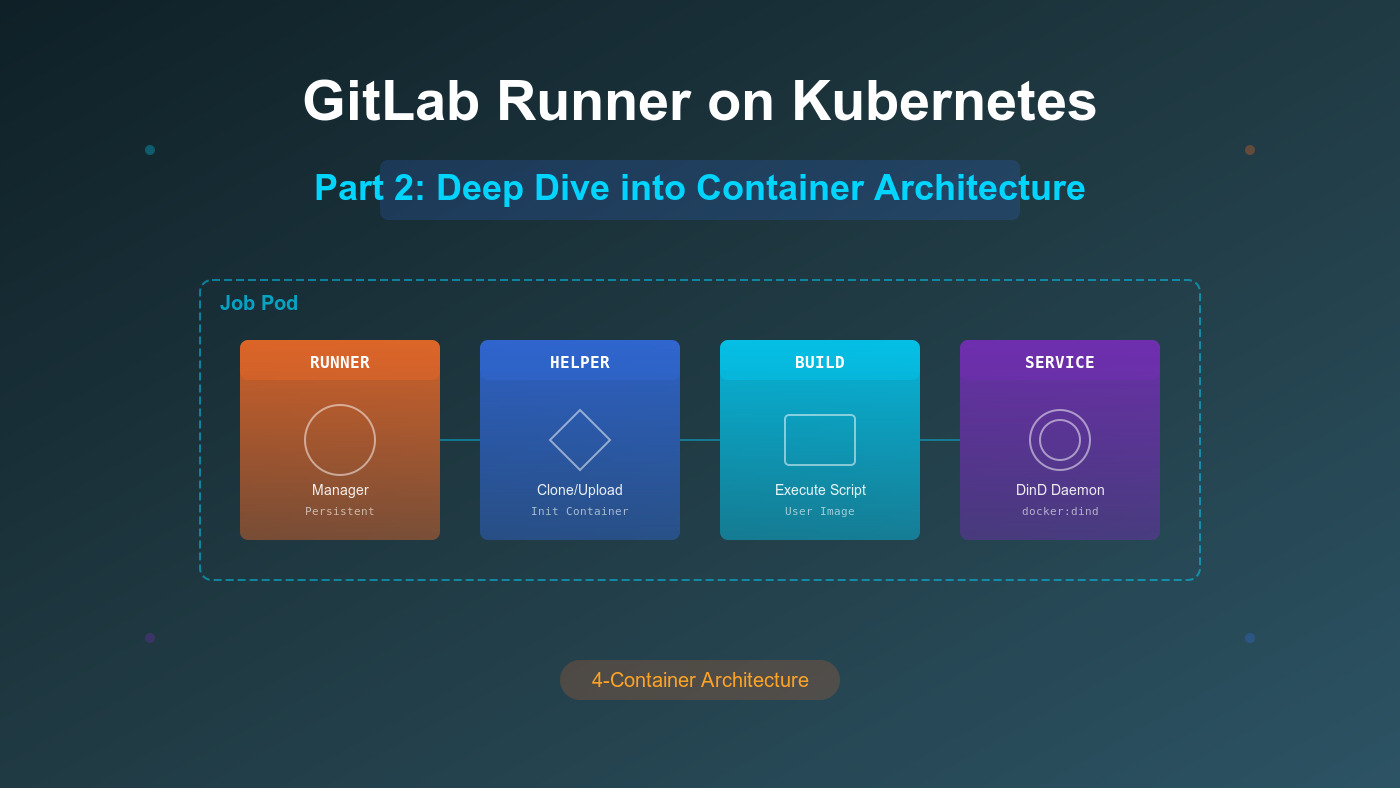 GitLab Runner on Kubernetes
Part 2: Deep Dive into Container Architecture
Job Pod
RUNNER
Manager
Persistent
HELPER
Clone/Upload
Init Container
BUILD
Execute Script
User Image
SERVICE
DinD Daemon
docker:dind
4-Container Architecture